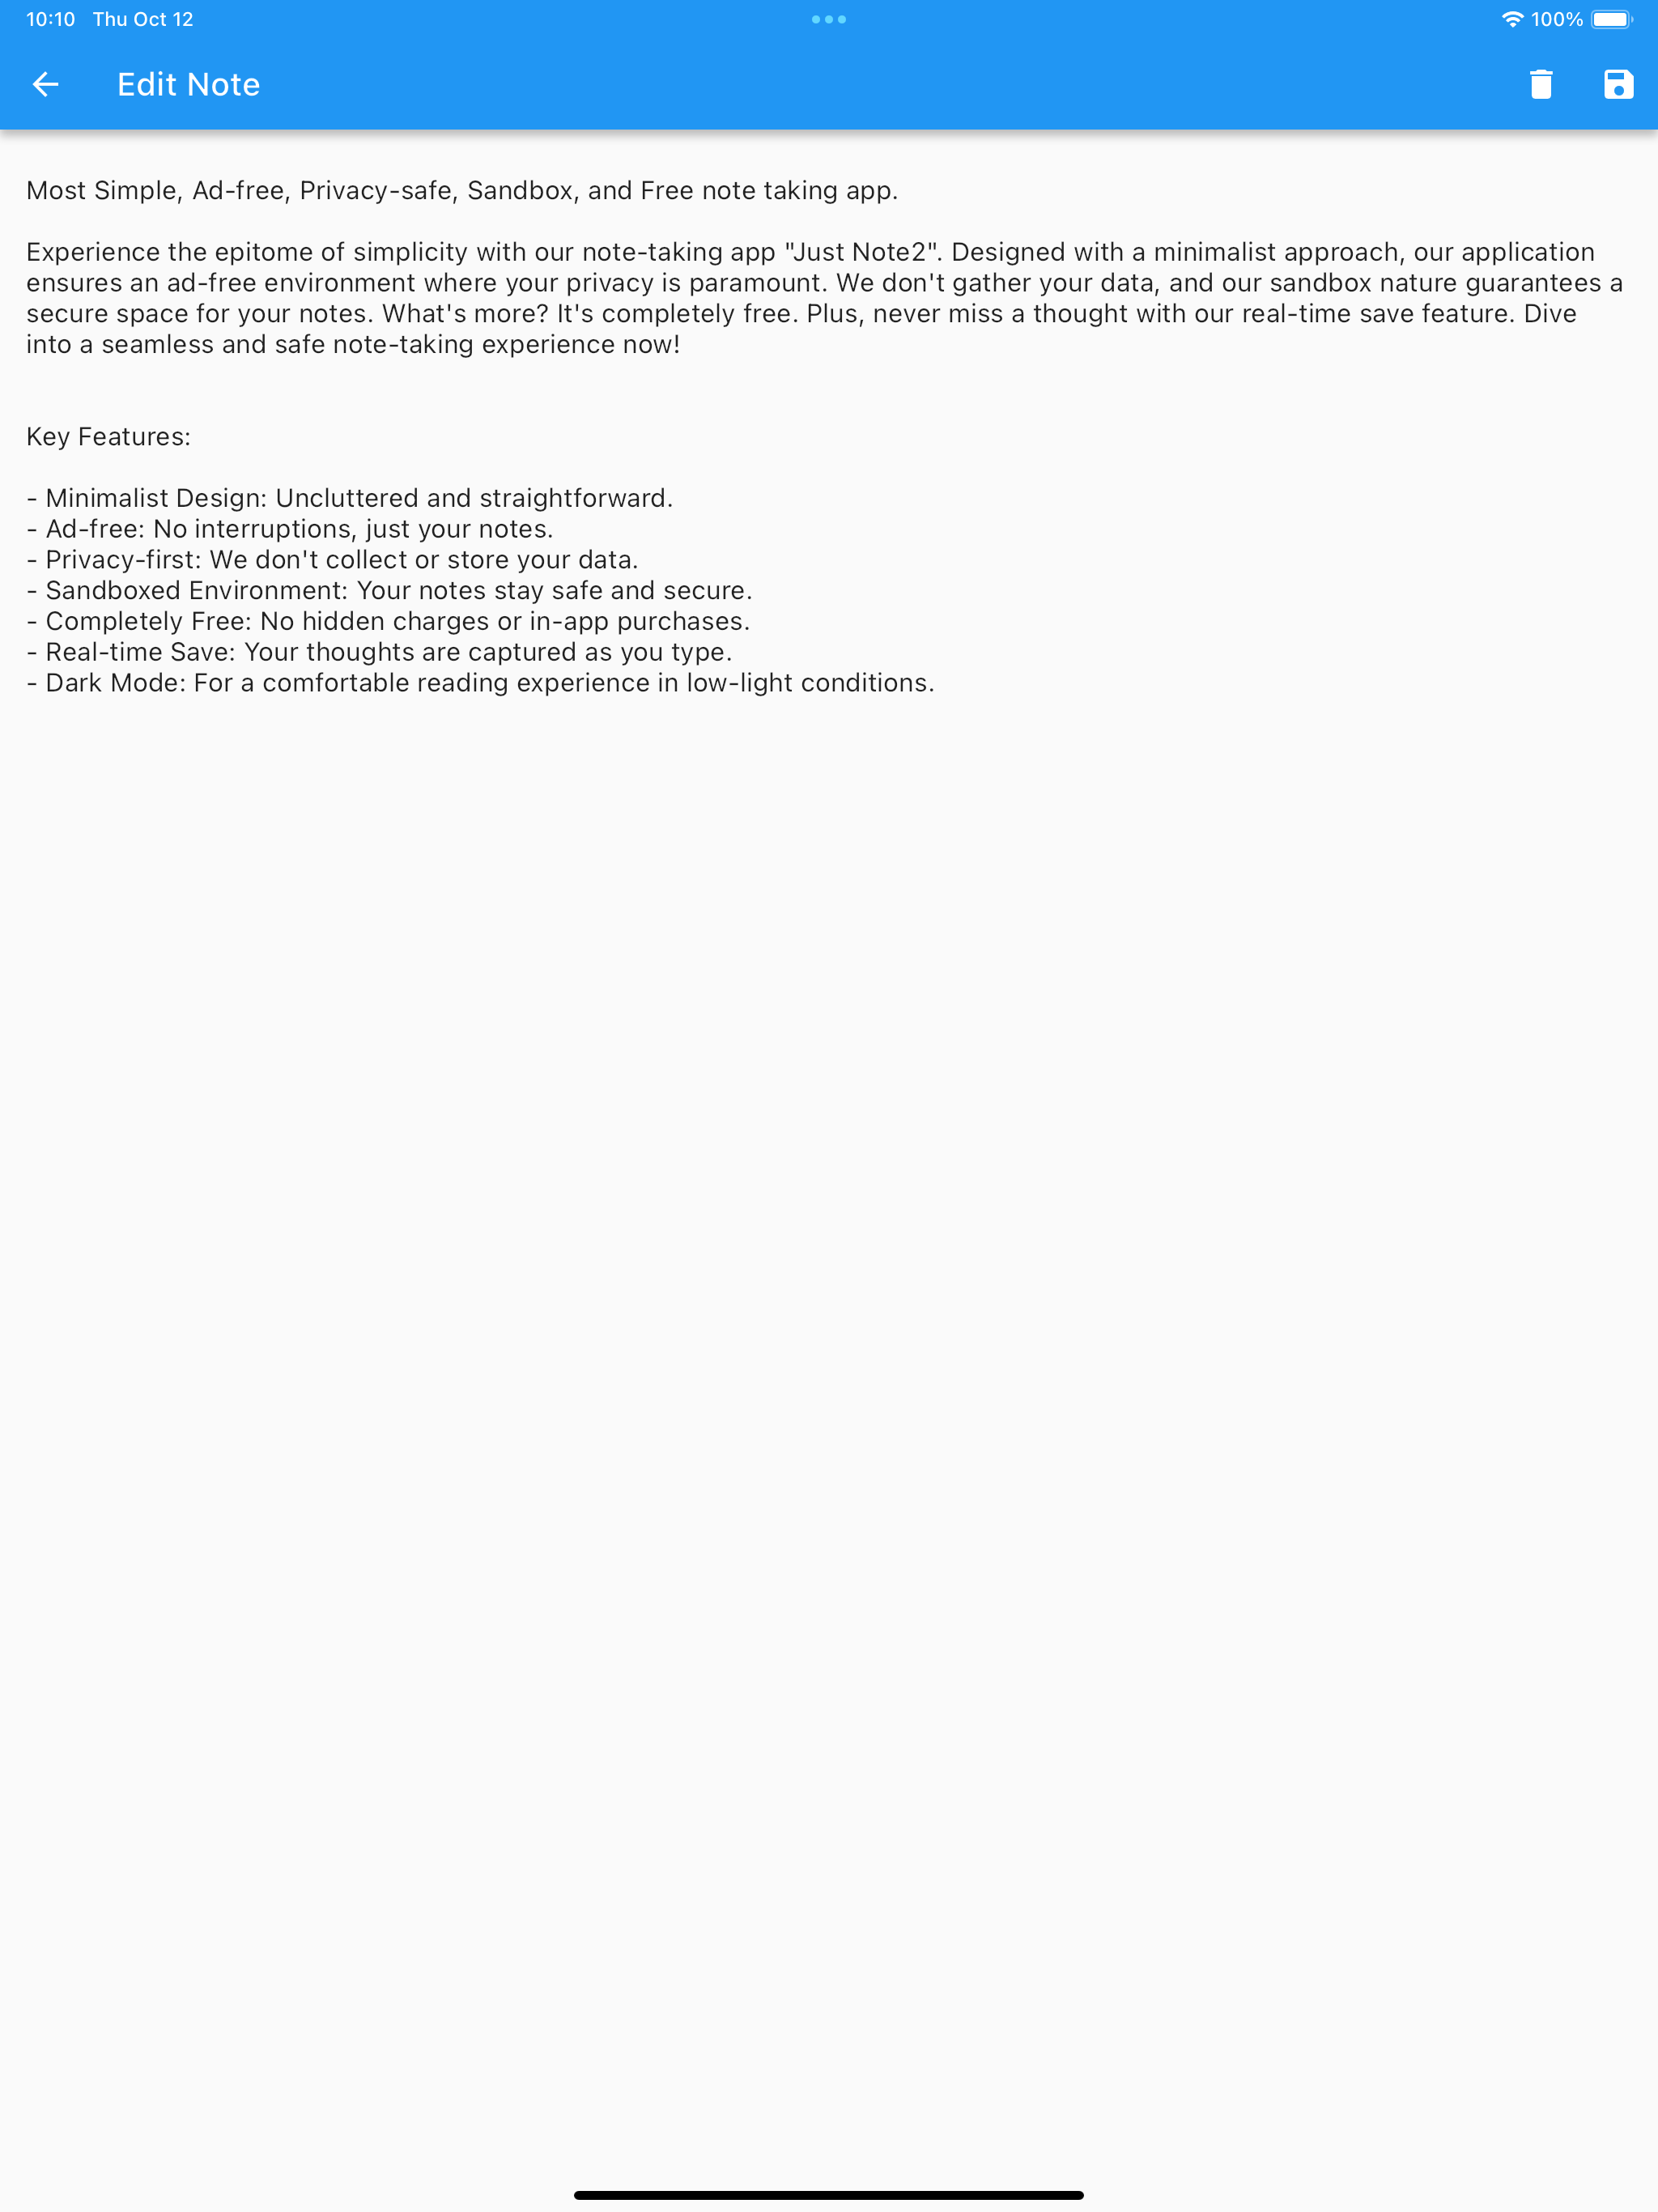 10:10 Thu Oct 12 100%
Edit Note
Most Simple, Ad-free, Privacy-safe, Sandbox, and Free note taking app.
Experience the epitome of simplicity with our note-taking app "Just Note2". Designed with a minimalist approach, our application
ensures an ad-free environment where your privacy is paramount. We don't gather your data, and our sandbox nature guarantees a
secure space for your notes. What's more? It's completely free. Plus, never miss a thought with our real-time save feature. Dive
into a seamless and safe note-taking experience now!
Key Features:
- Minimalist Design: Uncluttered and straightforward.
- Ad-free: No interruptions, just your notes.
- Privacy-first: We don't collect or store your data.
- Sandboxed Environment: Your notes stay safe and secure.
- Completely Free: No hidden charges or in-app purchases.
- Real-time Save: Your thoughts are captured as you type.
- Dark Mode: For a comfortable reading experience in low-light conditions.